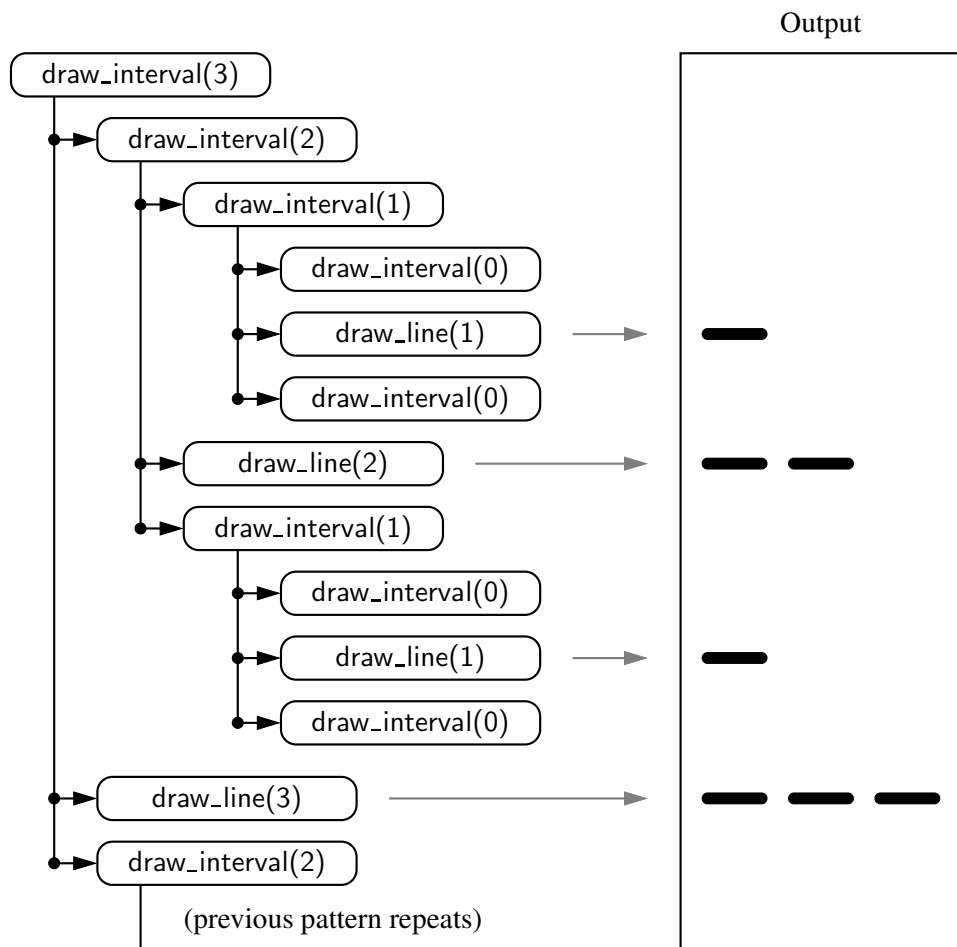 Output
draw_interval(3)
draw_interval(2)
draw_interval(1)
draw_interval(0)
draw_line(1)
draw_interval(0)
draw_line(2)
draw_interval(1)
draw_interval(0)
draw_line(1)
draw_interval(0)
draw_line(3)
draw_interval(2)
(previous pattern repeats)